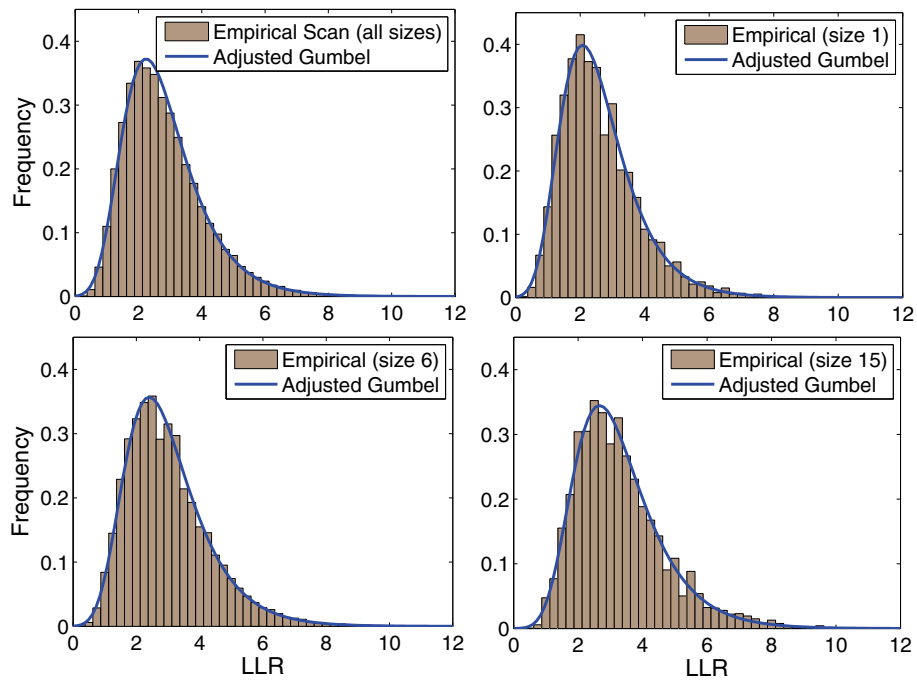 Empirical Scan (all sizes)
Adjusted Gumbel
0.4
0.3
0.2
0.1
0
Frequency
0 2 4 6 8 10 12
Empirical (size 1)
Adjusted Gumbel
0.4
0.3
0.2
0.1
0
0 2 4 6 8 10 12
Empirical (size 6)
Adjusted Gumbel
0.4
0.3
0.2
0.1
0
Frequency
0 2 4 6 8 10 12
LLR
Empirical (size 15)
Adjusted Gumbel
0.4
0.3
0.2
0.1
0
0 2 4 6 8 10 12
LLR